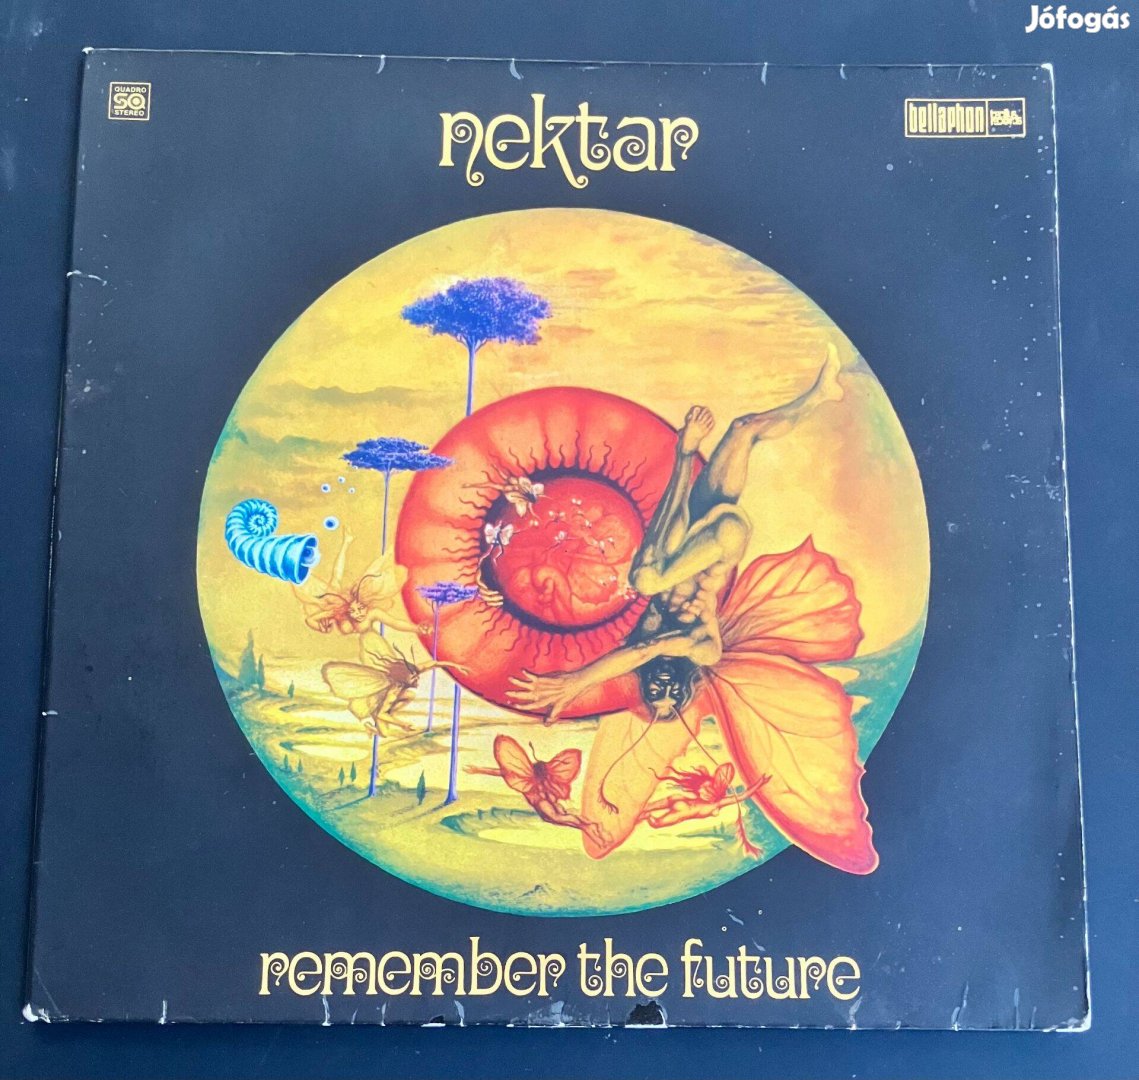 Jófogás
QUADRO
SQ
STEREO
nektar
bellaphon
remember the future